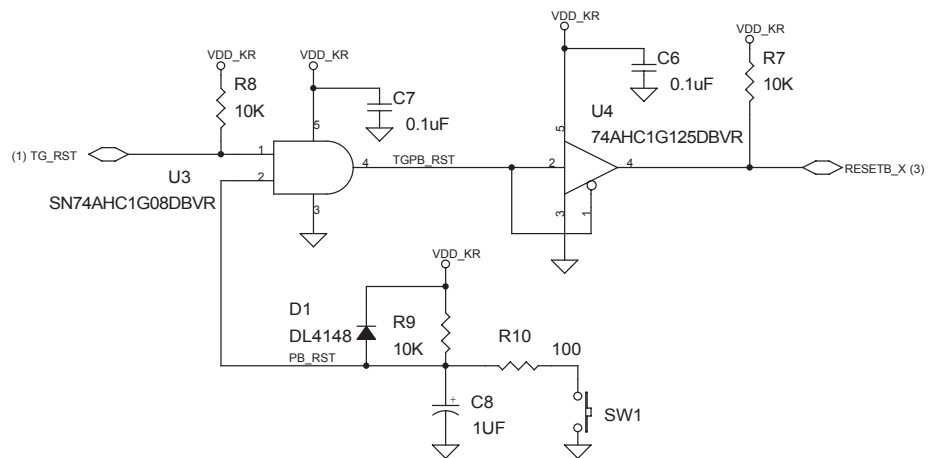 VDD_KR
VDD_KR
VDD_KR
VDD_KR
R8
10K
C7
0.1uF
C6
0.1uF
R7
10K
U4
74AHC1G125DBVR
5
5
(1) TG_RST
1
2
4
TGPB_RST
2
4
RESETB_X (3)
U3
SN74AHC1G08DBVR
3
3
1
VDD_KR
D1
DL4148
R9
10K
R10
100
PB_RST
+
C8
1UF
SW1